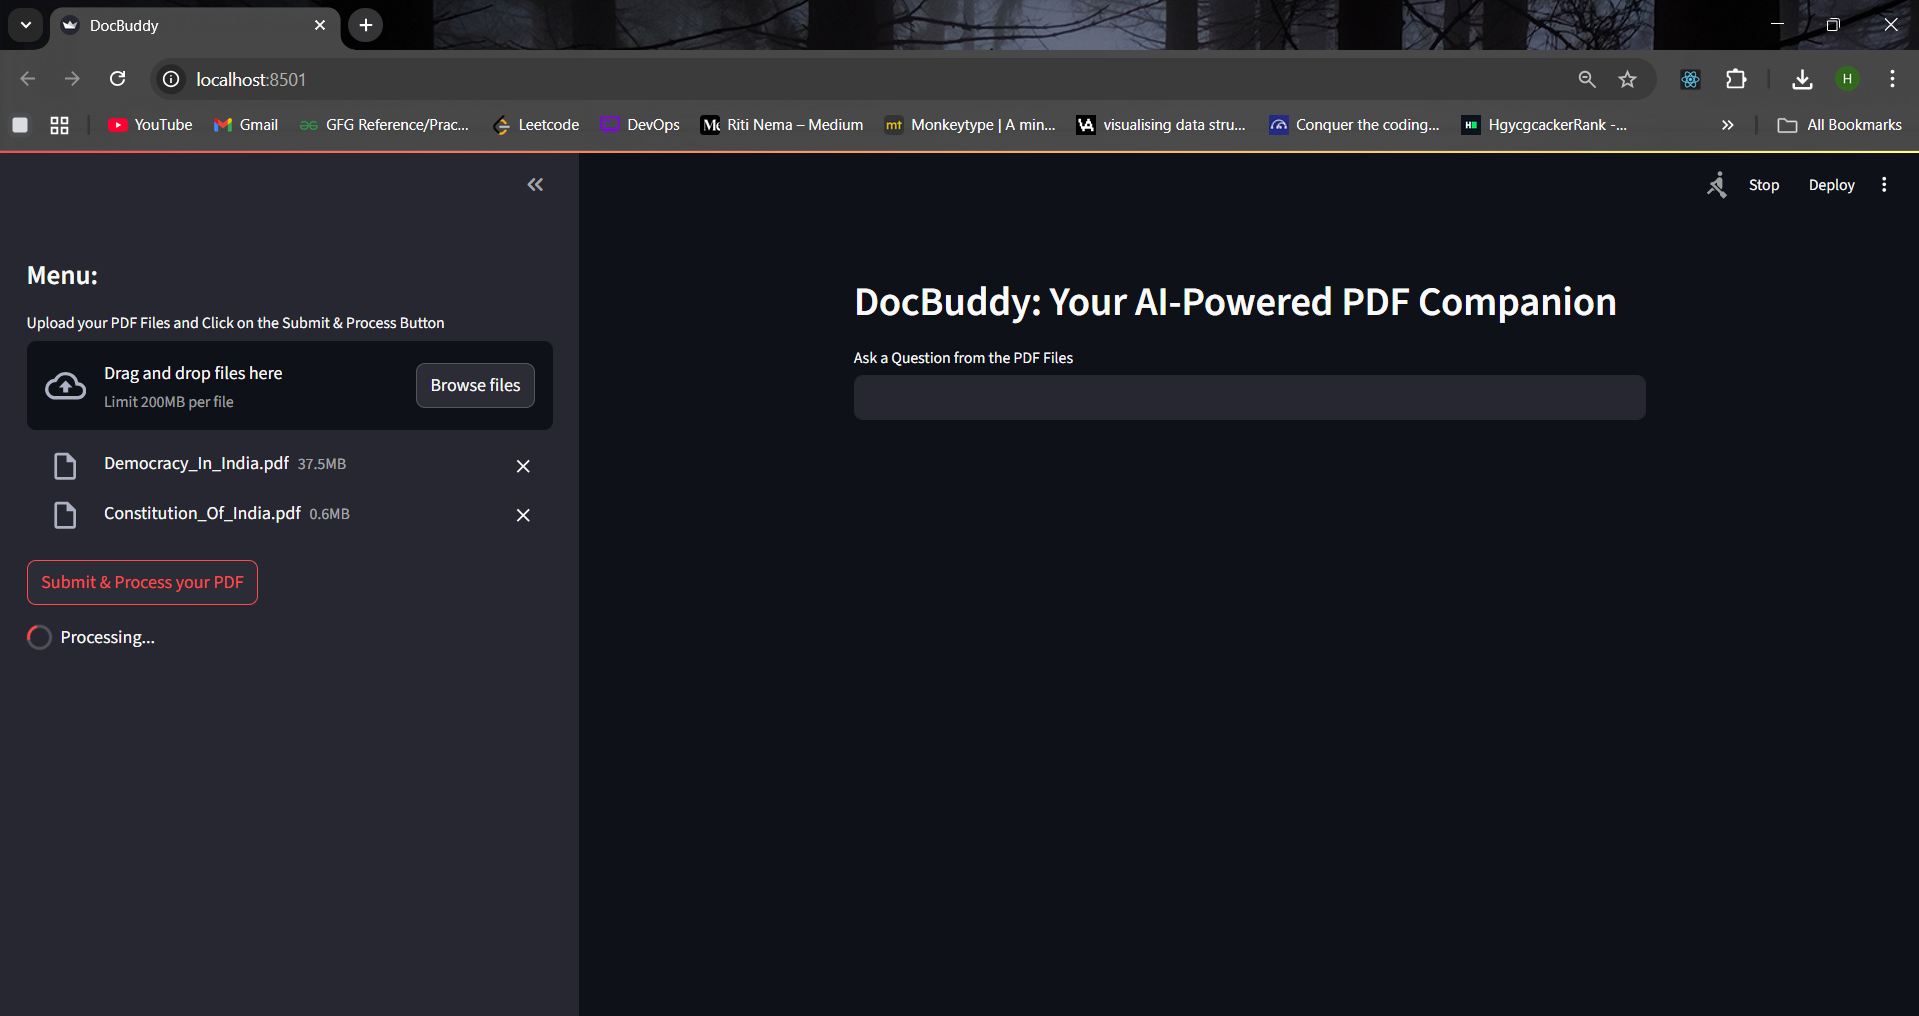 DocBuddy
localhost:8501
H
YouTube
Gmail
GFG Reference/Prac...
Leetcode
DevOps
Riti Nema – Medium
mt
Monkeytype | A min...
visualising data stru...
Conquer the coding...
HgycgcackerRank -...
All Bookmarks
Stop
Deploy
Menu:
Upload your PDF Files and Click on the Submit & Process Button
Drag and drop files here
Limit 200MB per file
Browse files
Democracy_In_India.pdf 37.5MB
Constitution_Of_India.pdf 0.6MB
Submit & Process your PDF
Processing...
DocBuddy: Your AI-Powered PDF Companion
Ask a Question from the PDF Files